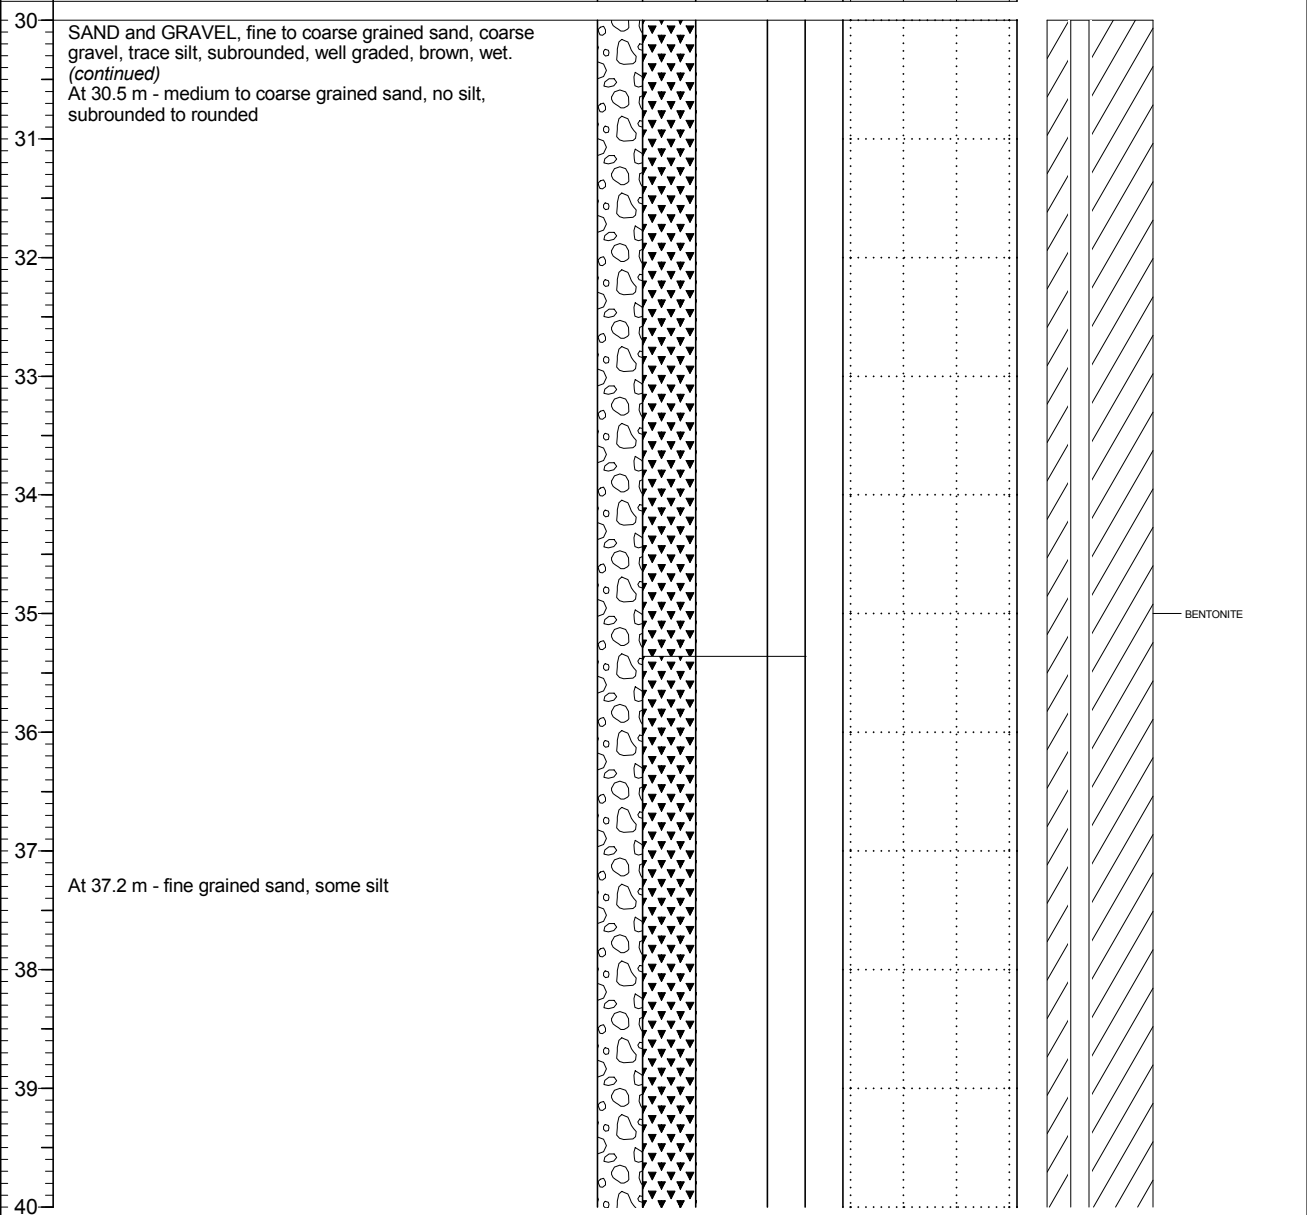 30
SAND and GRAVEL, fine to coarse grained sand, coarse
gravel, trace silt, subrounded, well graded, brown, wet.
(continued)
At 30.5 m - medium to coarse grained sand, no silt,
subrounded to rounded
31
32
33
34
35
BENTONITE
36
37
At 37.2 m - fine grained sand, some silt
38
39
40